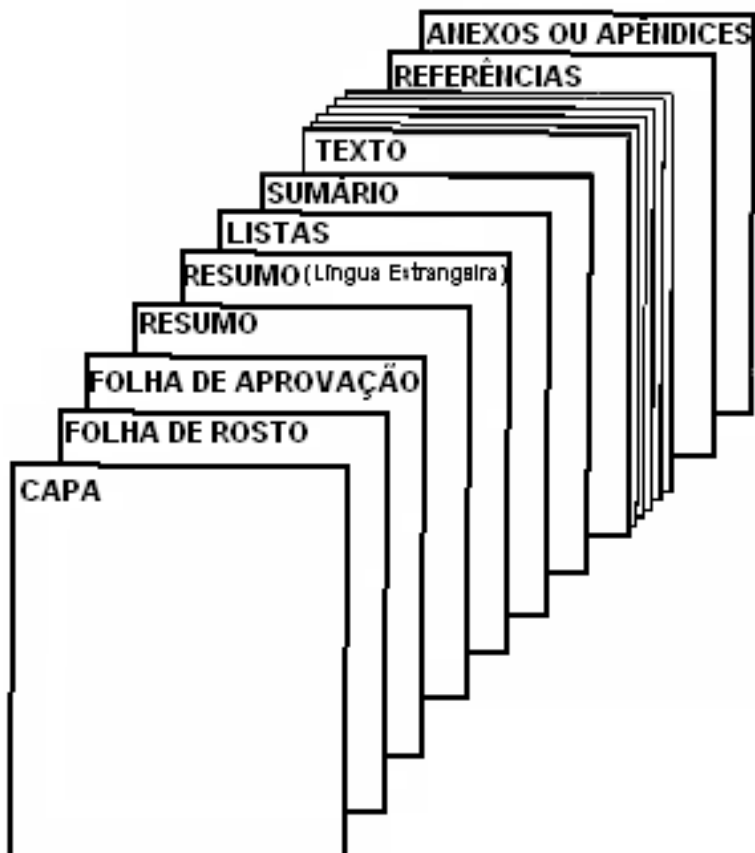 ANEXOS OU APÊNDICES
REFERÊNCIAS
TEXTO
SUMÁRIO
LISTAS
RESUMO (Língua Estrangeira)
RESUMO
FOLHA DE APROVAÇÃO
FOLHA DE ROSTO
CAPA